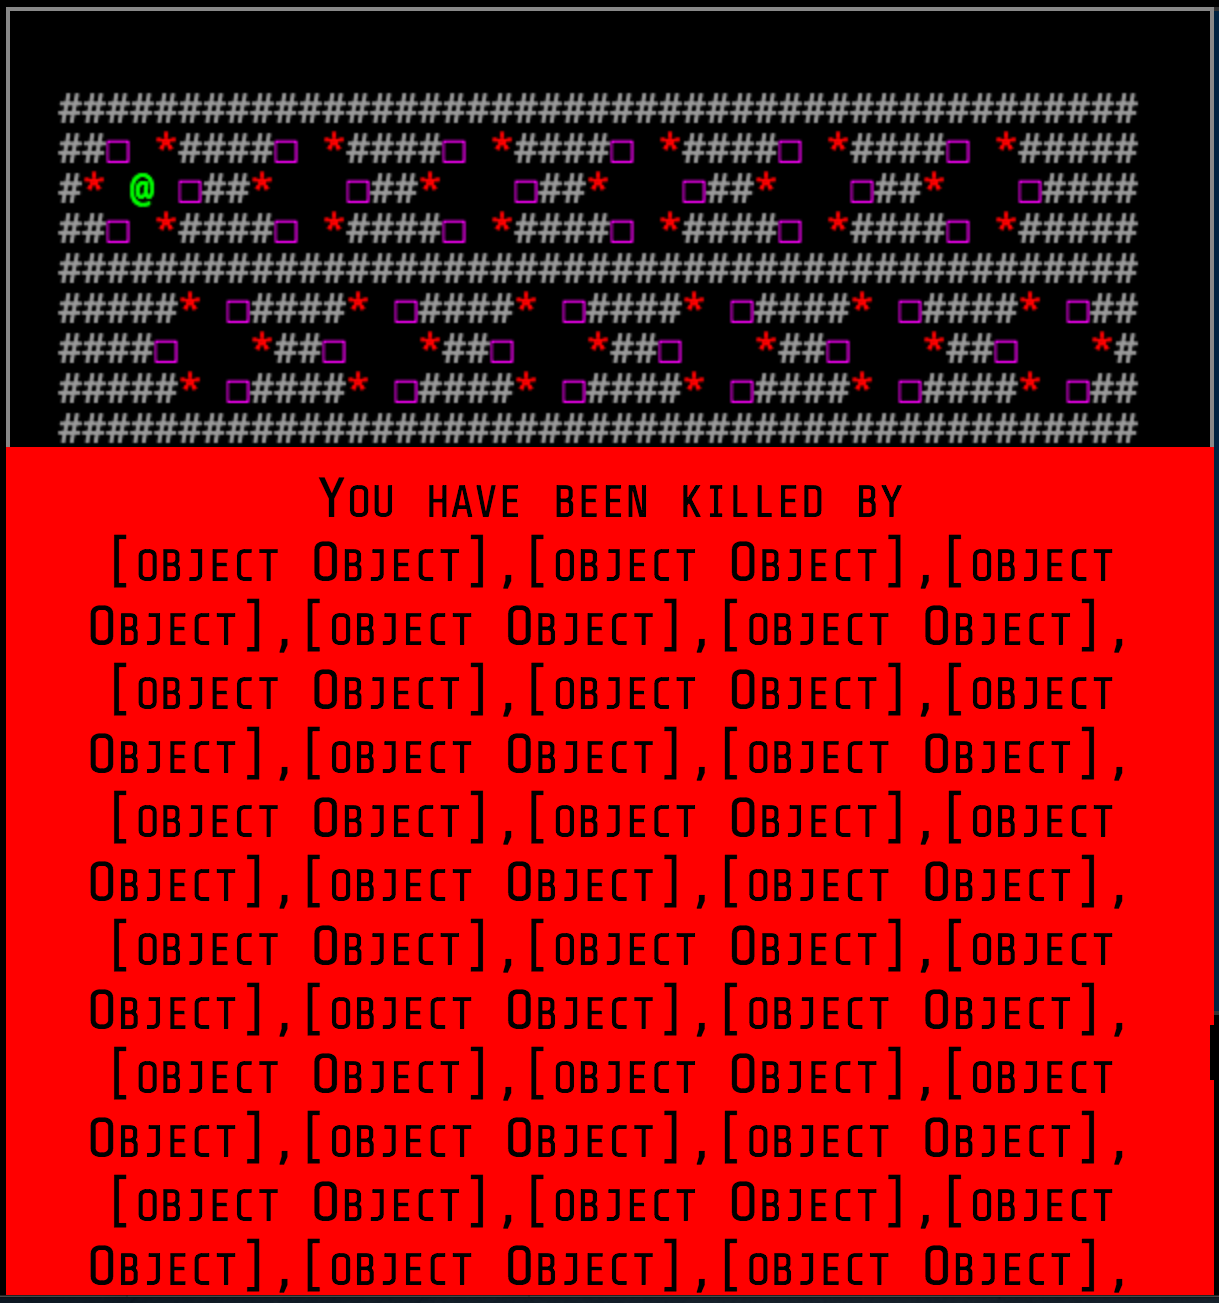 #############################################
##□ *####□ *####□ *####□ *####□ *####□ *#####
#* @ □##*   □##*   □##*   □##*   □##*   □####
##□ *####□ *####□ *####□ *####□ *####□ *#####
#############################################
#####* □####* □####* □####* □####* □####* □##
####□   *##□   *##□   *##□   *##□   *##□   *#
#####* □####* □####* □####* □####* □####* □##
#############################################
You have been killed by
[object Object],[object Object],[object
Object],[object Object],[object Object],
[object Object],[object Object],[object
Object],[object Object],[object Object],
[object Object],[object Object],[object
Object],[object Object],[object Object],
[object Object],[object Object],[object
Object],[object Object],[object Object],
[object Object],[object Object],[object
Object],[object Object],[object Object],
[object Object],[object Object],[object
Object],[object Object],[object Object],